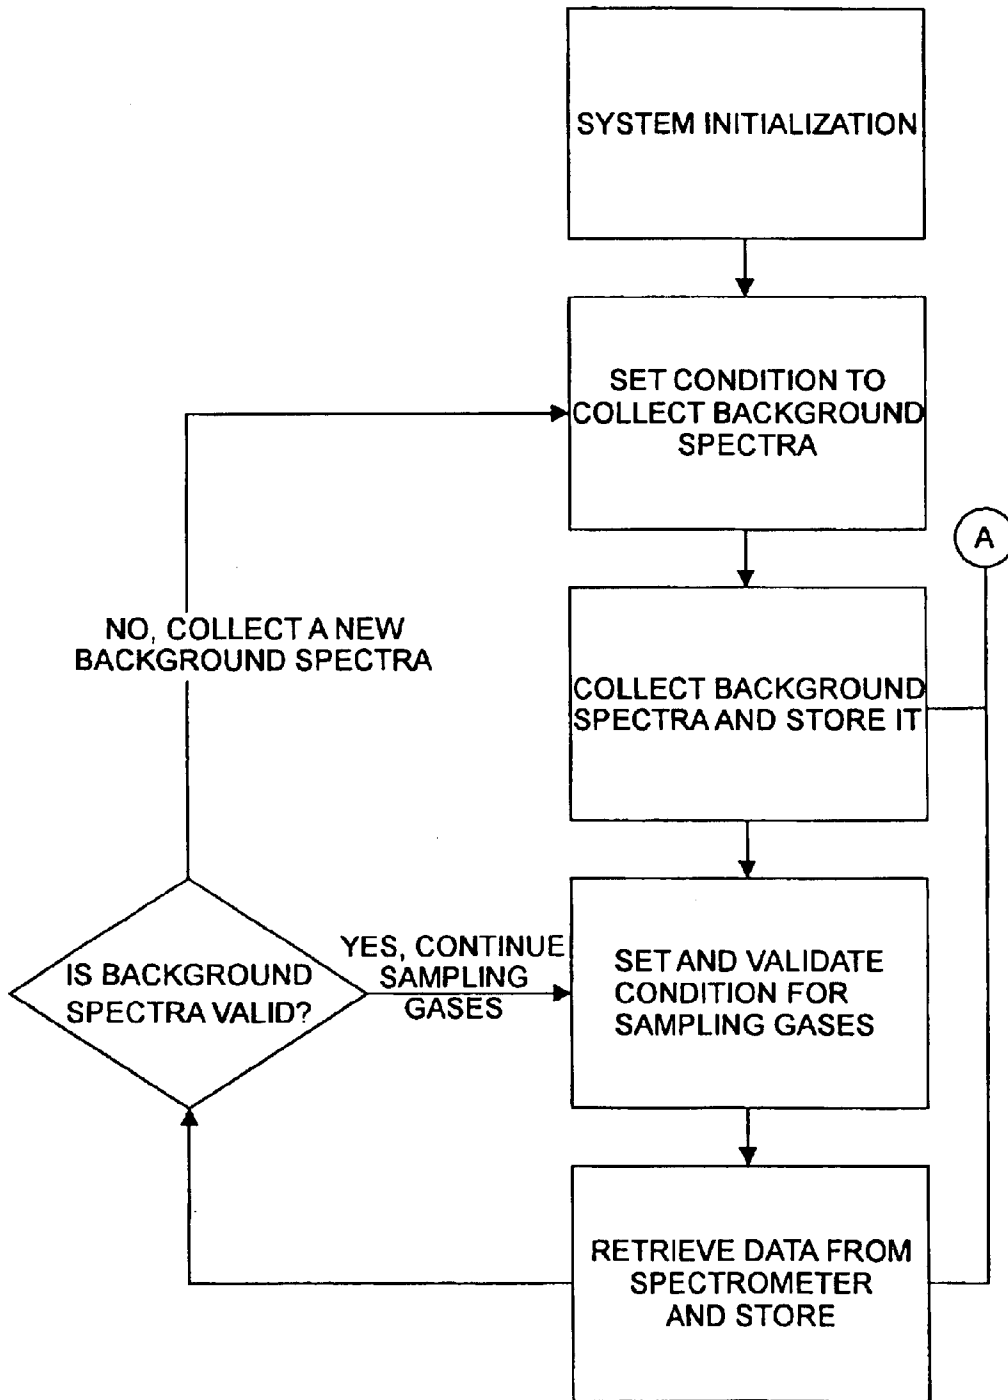 SYSTEM INITIALIZATION
SET CONDITION TO
COLLECT BACKGROUND
SPECTRA
A
NO, COLLECT A NEW
BACKGROUND SPECTRA
COLLECT BACKGROUND
SPECTRA AND STORE IT
IS BACKGROUND
SPECTRA VALID?
YES, CONTINUE
SAMPLING
GASES
SET AND VALIDATE
CONDITION FOR
SAMPLING GASES
RETRIEVE DATA FROM
SPECTROMETER
AND STORE